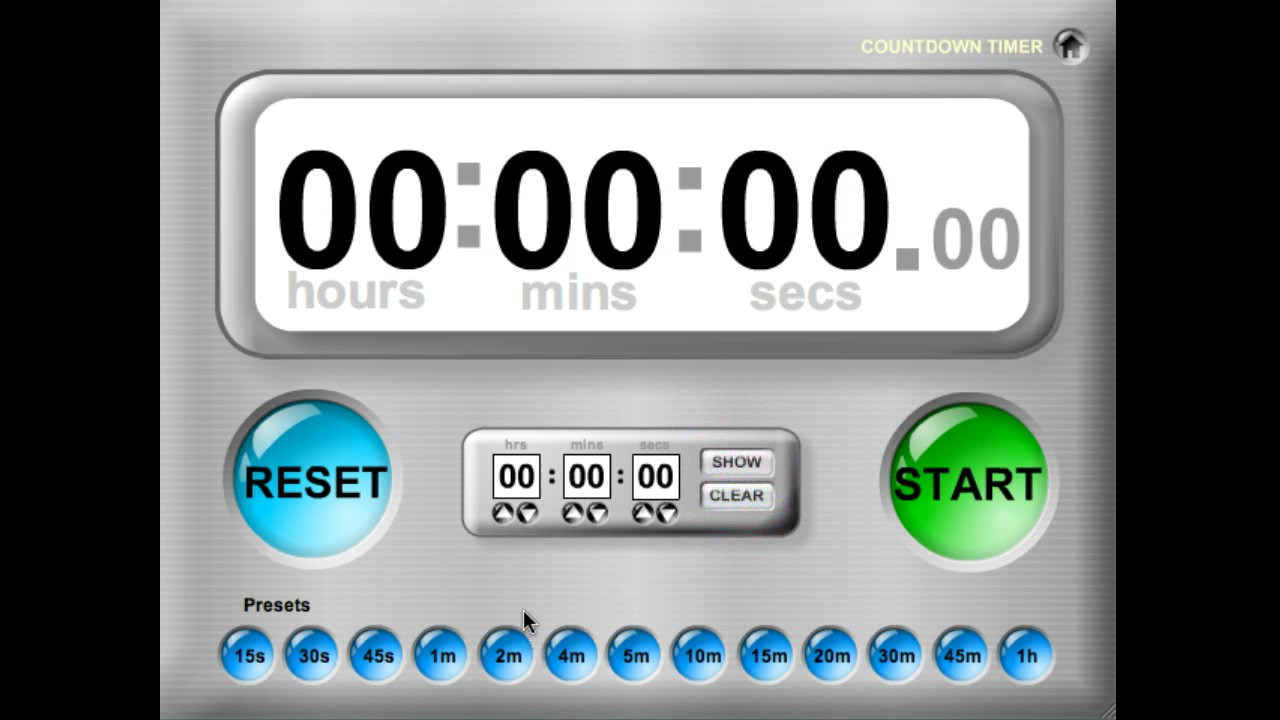 COUNTDOWN TIMER
00:00:00.00
hours mins secs
RESET
hrs mins secs
00:00:00
SHOW
CLEAR
START
Presets
15s 30s 45s 1m 2m 4m 5m 10m 15m 20m 30m 45m 1h